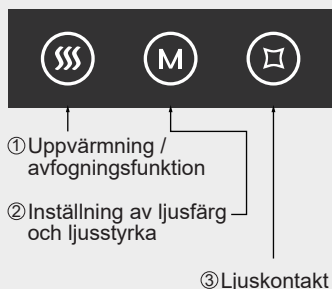 M
①Uppvärmning /
avfogningsfunktion
②Inställning av ljusfärg
och ljusstyrka
③Ljuskontakt